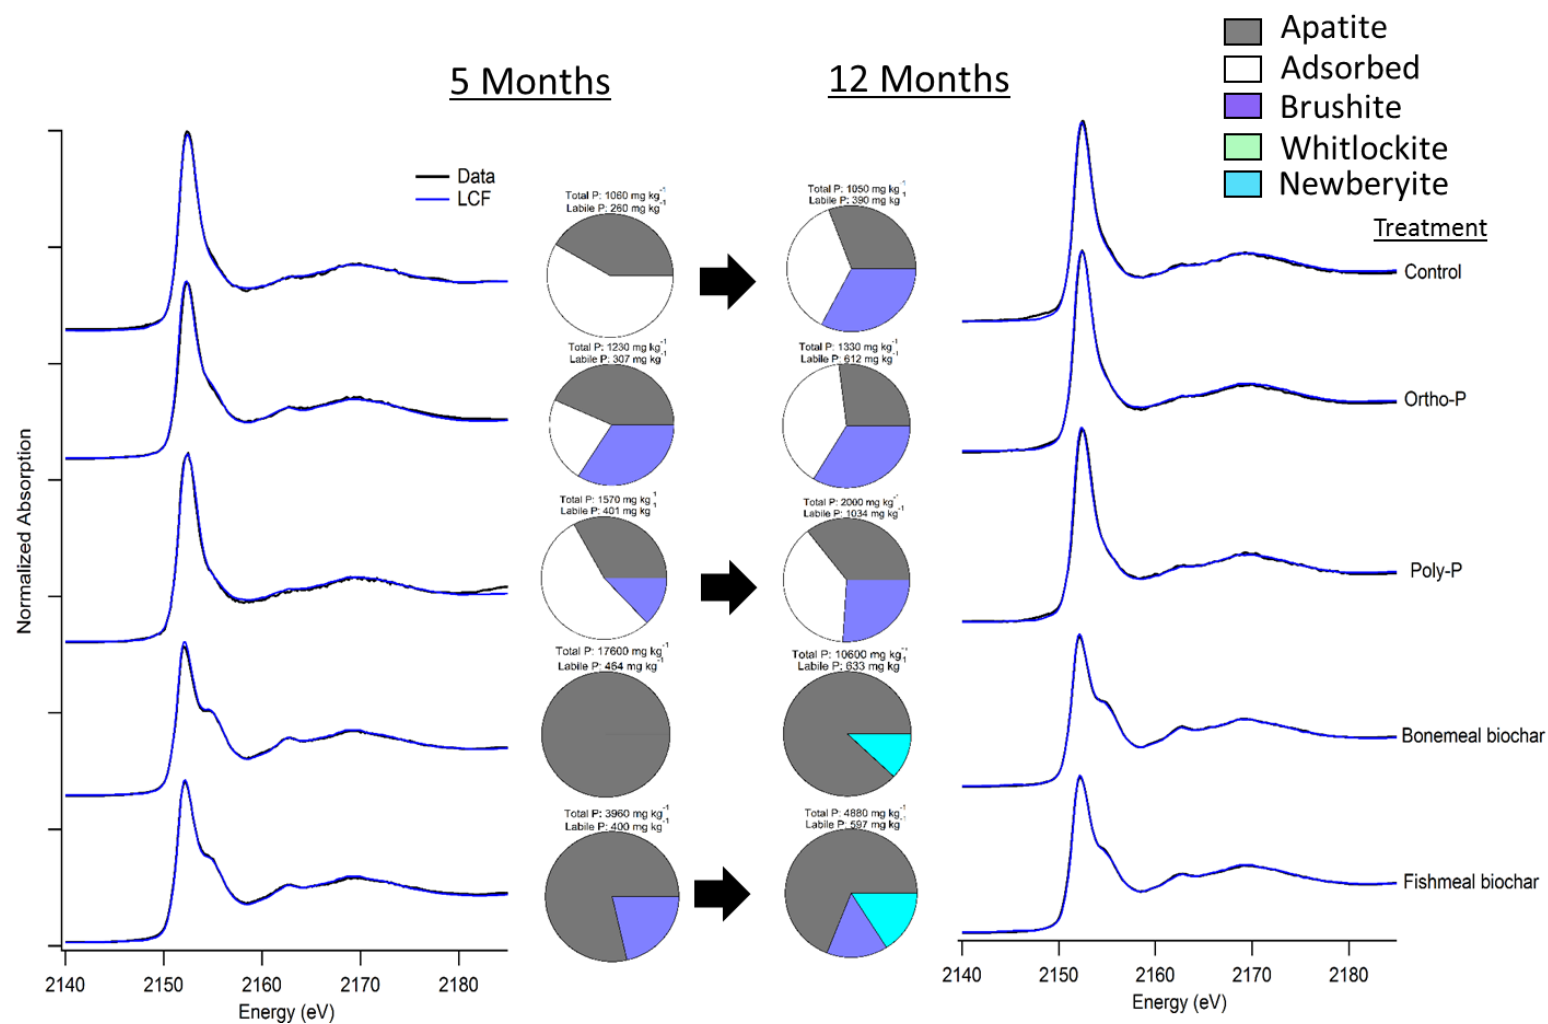 5 Months
12 Months
Apatite
Adsorbed
Brushite
Whitlockite
Newberyite
Treatment
Data
LCF
Total P: 1060 mg kg-1
Labile P: 260 mg kg-1
Total P: 1050 mg kg-1
Labile P: 390 mg kg-1
Control
Total P: 1230 mg kg-1
Labile P: 307 mg kg-1
Total P: 1330 mg kg-1
Labile P: 612 mg kg-1
Ortho-P
Total P: 1570 mg kg-1
Labile P: 401 mg kg-1
Total P: 2000 mg kg-1
Labile P: 1034 mg kg-1
Poly-P
Total P: 17600 mg kg-1
Labile P: 464 mg kg-1
Total P: 10600 mg kg-1
Labile P: 633 mg kg-1
Bonemeal biochar
Total P: 3960 mg kg-1
Labile P: 400 mg kg-1
Total P: 4880 mg kg-1
Labile P: 597 mg kg-1
Fishmeal biochar
Normalized Absorption
2140 2150 2160 2170 2180
Energy (eV)
2140 2150 2160 2170 2180
Energy (eV)